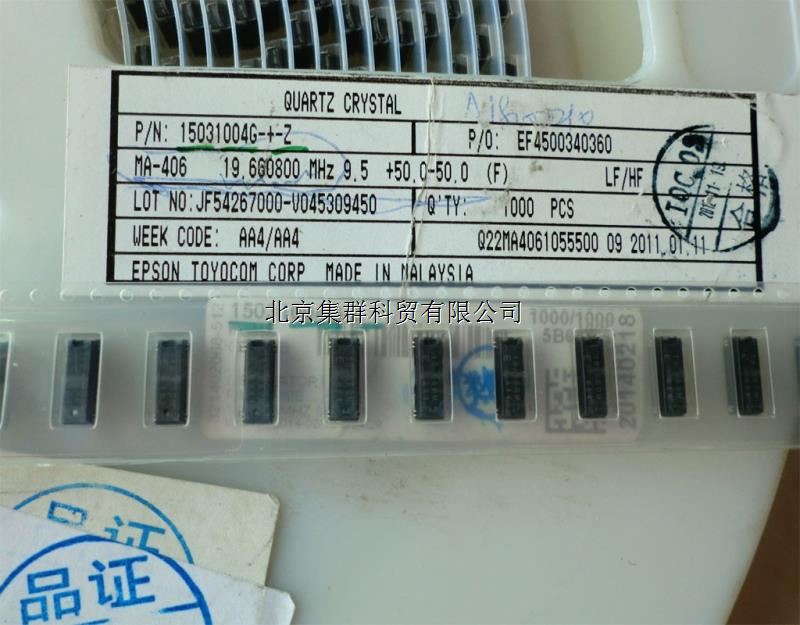 QUARTZ CRYSTAL
P/N: 15031004G-+-Z P/O: EF4500340360
MA-406 19.660800 MHz 9.5 +50.0-50.0 (F) LF/HF
LOT NO:JF54267000-V045309450 Q'TY: 1000 PCS
WEEK CODE: AA4/AA4 Q22MA4061055500 09 2011.01.11
EPSON TOYOCOM CORP MADE IN MALAYSIA
合格
北京集群科贸有限公司
1000/1000
20140218
品证